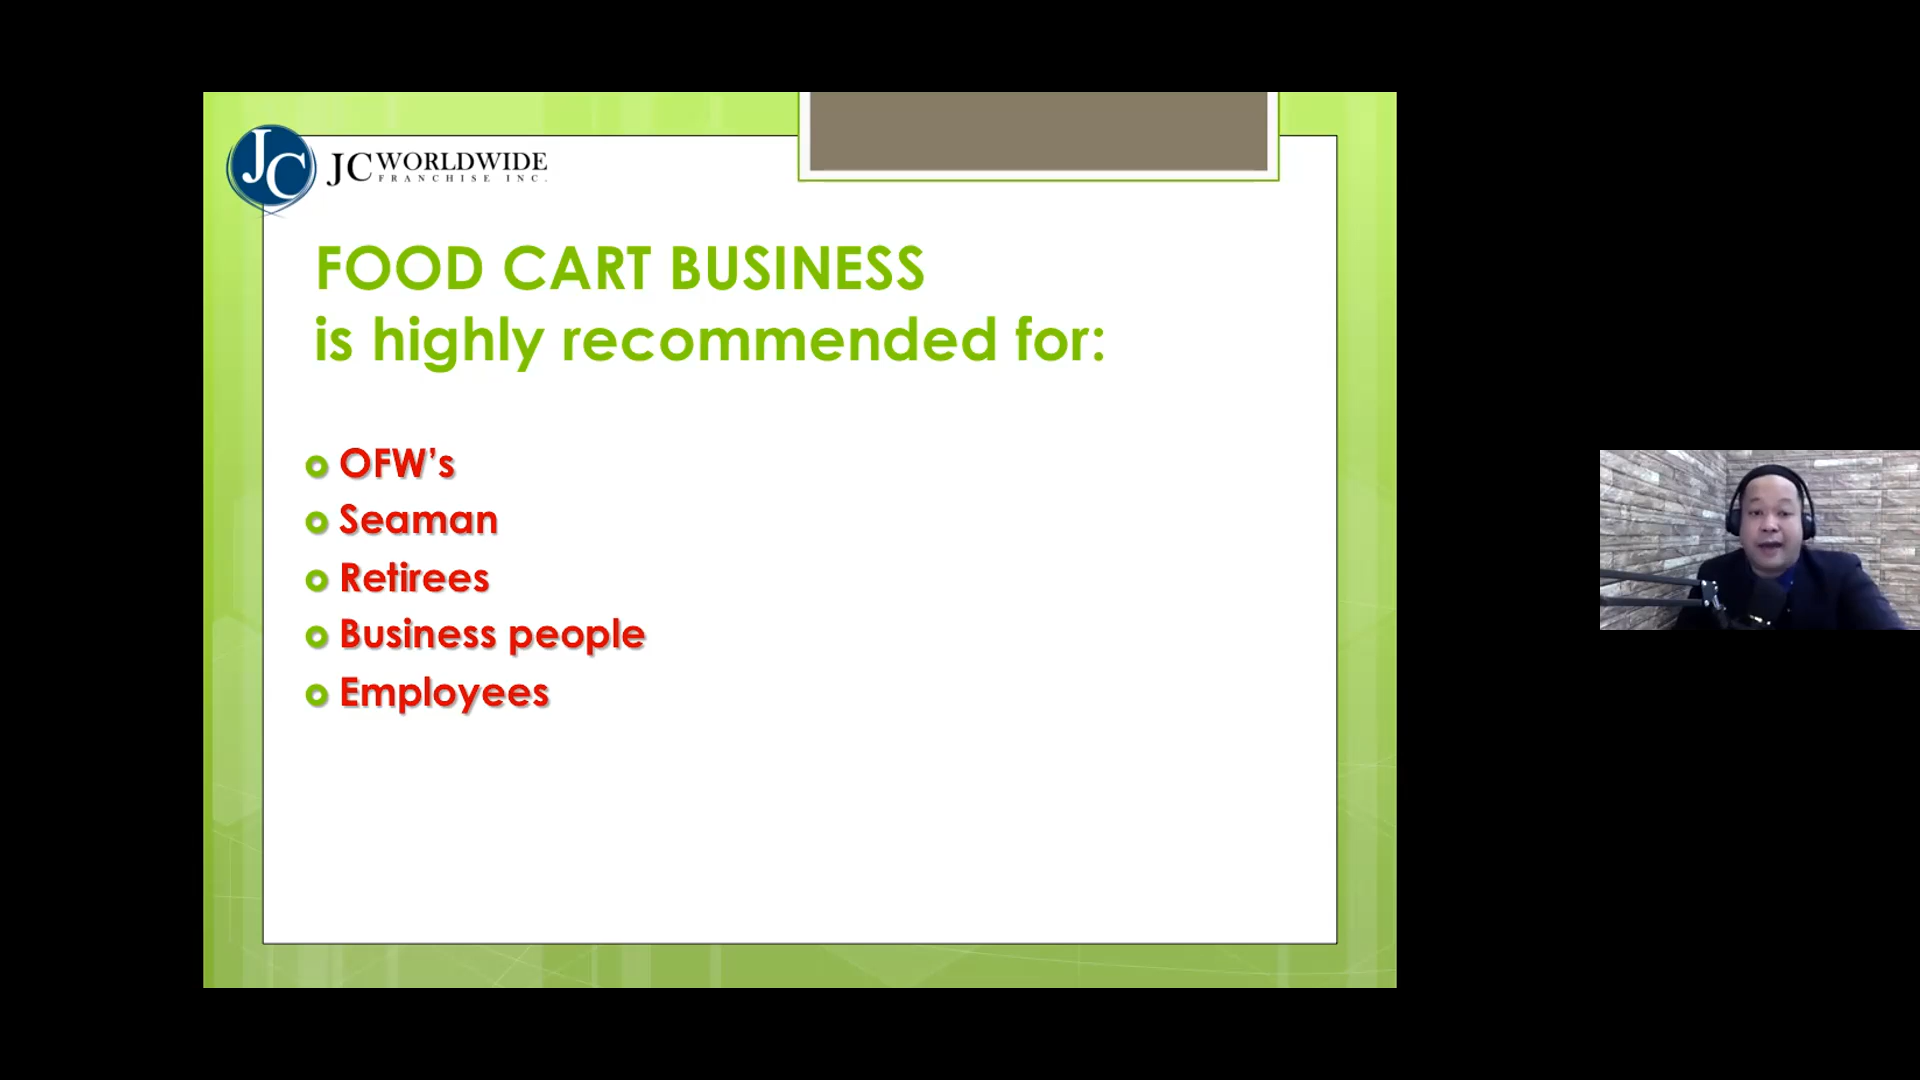 JC
JC WORLDWIDE
FRANCHISE INC.
FOOD CART BUSINESS
is highly recommended for:
OFW’s
Seaman
Retirees
Business people
Employees